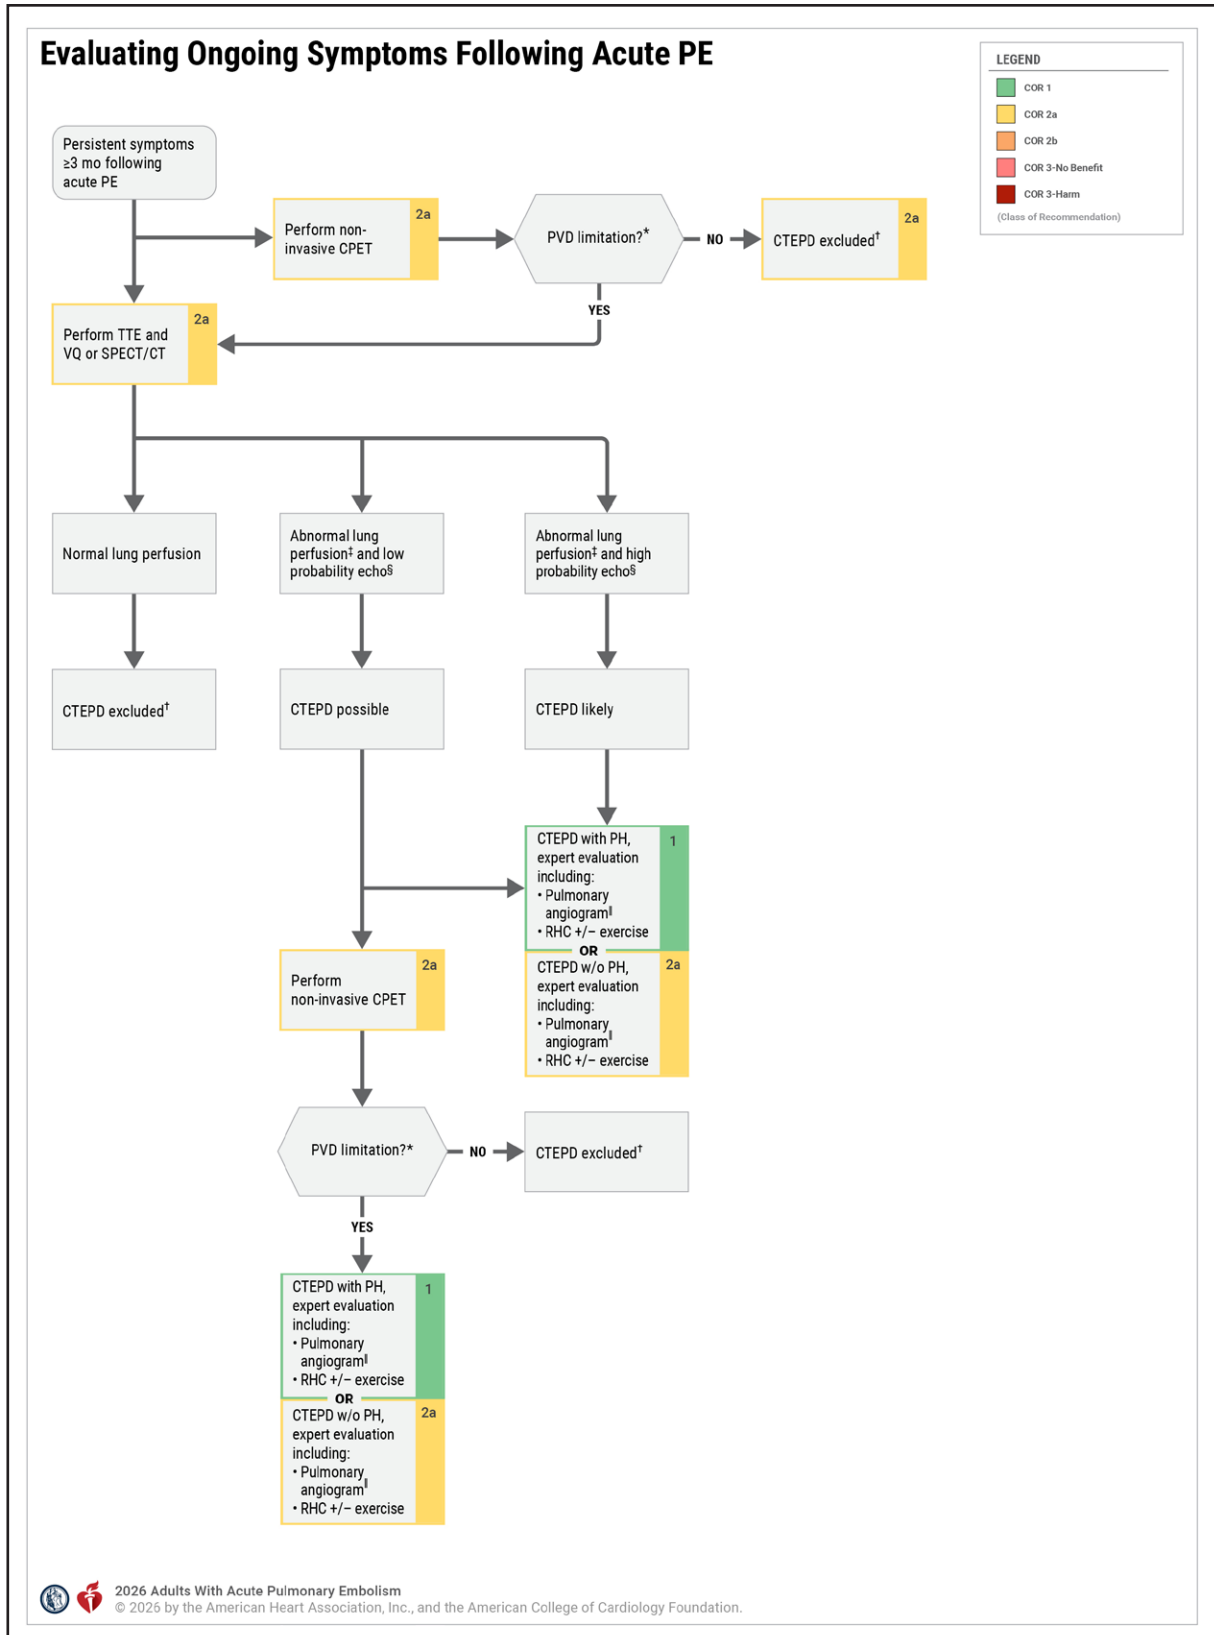 Evaluating Ongoing Symptoms Following Acute PE
LEGEND
COR 1
COR 2a
COR 2b
COR 3-No Benefit
COR 3-Harm
(Class of Recommendation)
Persistent symptoms
≥3 mo following
acute PE
Perform non-
invasive CPET
2a
PVD limitation?*
NO
CTEPD excluded†
2a
YES
Perform TTE and
VQ or SPECT/CT
2a
Normal lung perfusion
Abnormal lung
perfusion‡ and low
probability echo§
Abnormal lung
perfusion‡ and high
probability echo§
CTEPD excluded†
CTEPD possible
CTEPD likely
CTEPD with PH,
expert evaluation
including:
• Pulmonary
angiogram‖
• RHC +/− exercise
1
OR
CTEPD w/o PH,
expert evaluation
including:
• Pulmonary
angiogram‖
• RHC +/− exercise
2a
Perform
non-invasive CPET
2a
PVD limitation?*
NO
CTEPD excluded†
YES
CTEPD with PH,
expert evaluation
including:
• Pulmonary
angiogram‖
• RHC +/− exercise
1
OR
CTEPD w/o PH,
expert evaluation
including:
• Pulmonary
angiogram‖
• RHC +/− exercise
2a
2026 Adults With Acute Pulmonary Embolism
© 2026 by the American Heart Association, Inc., and the American College of Cardiology Foundation.